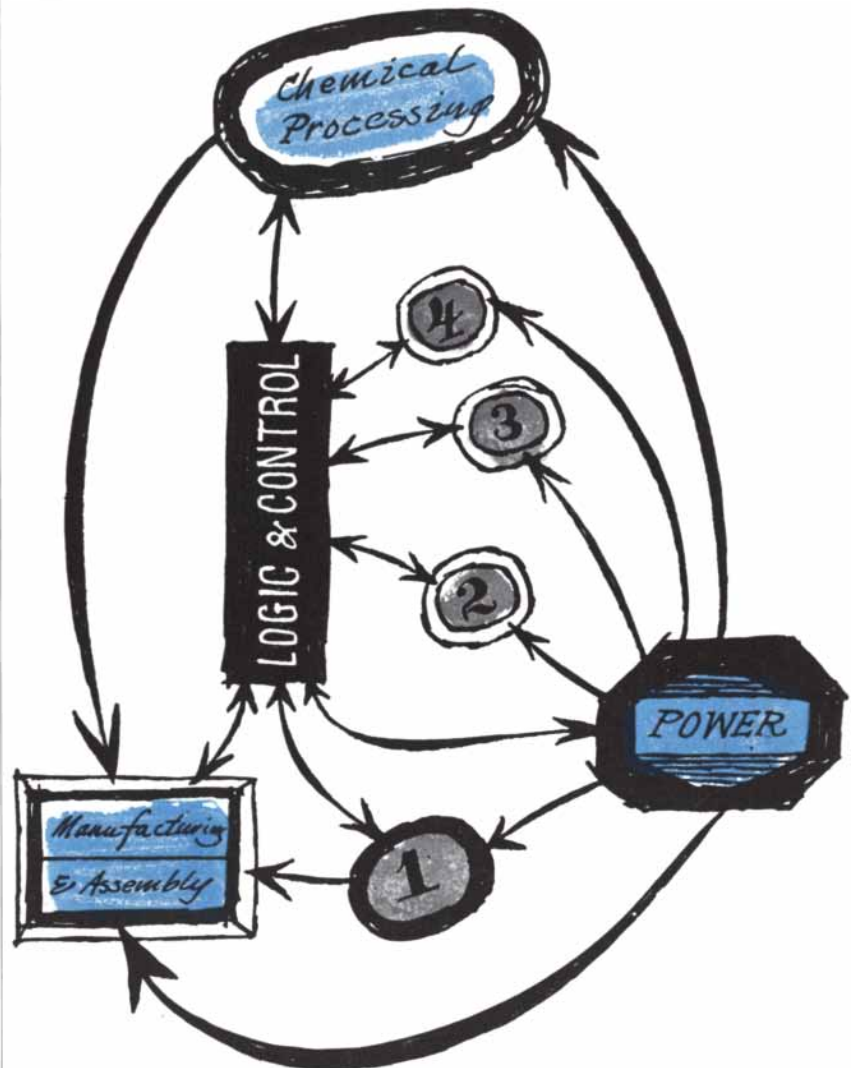 Chemical
Processing
4
3
LOGIC & CONTROL
2
POWER
Manufacturing
& Assembly
1